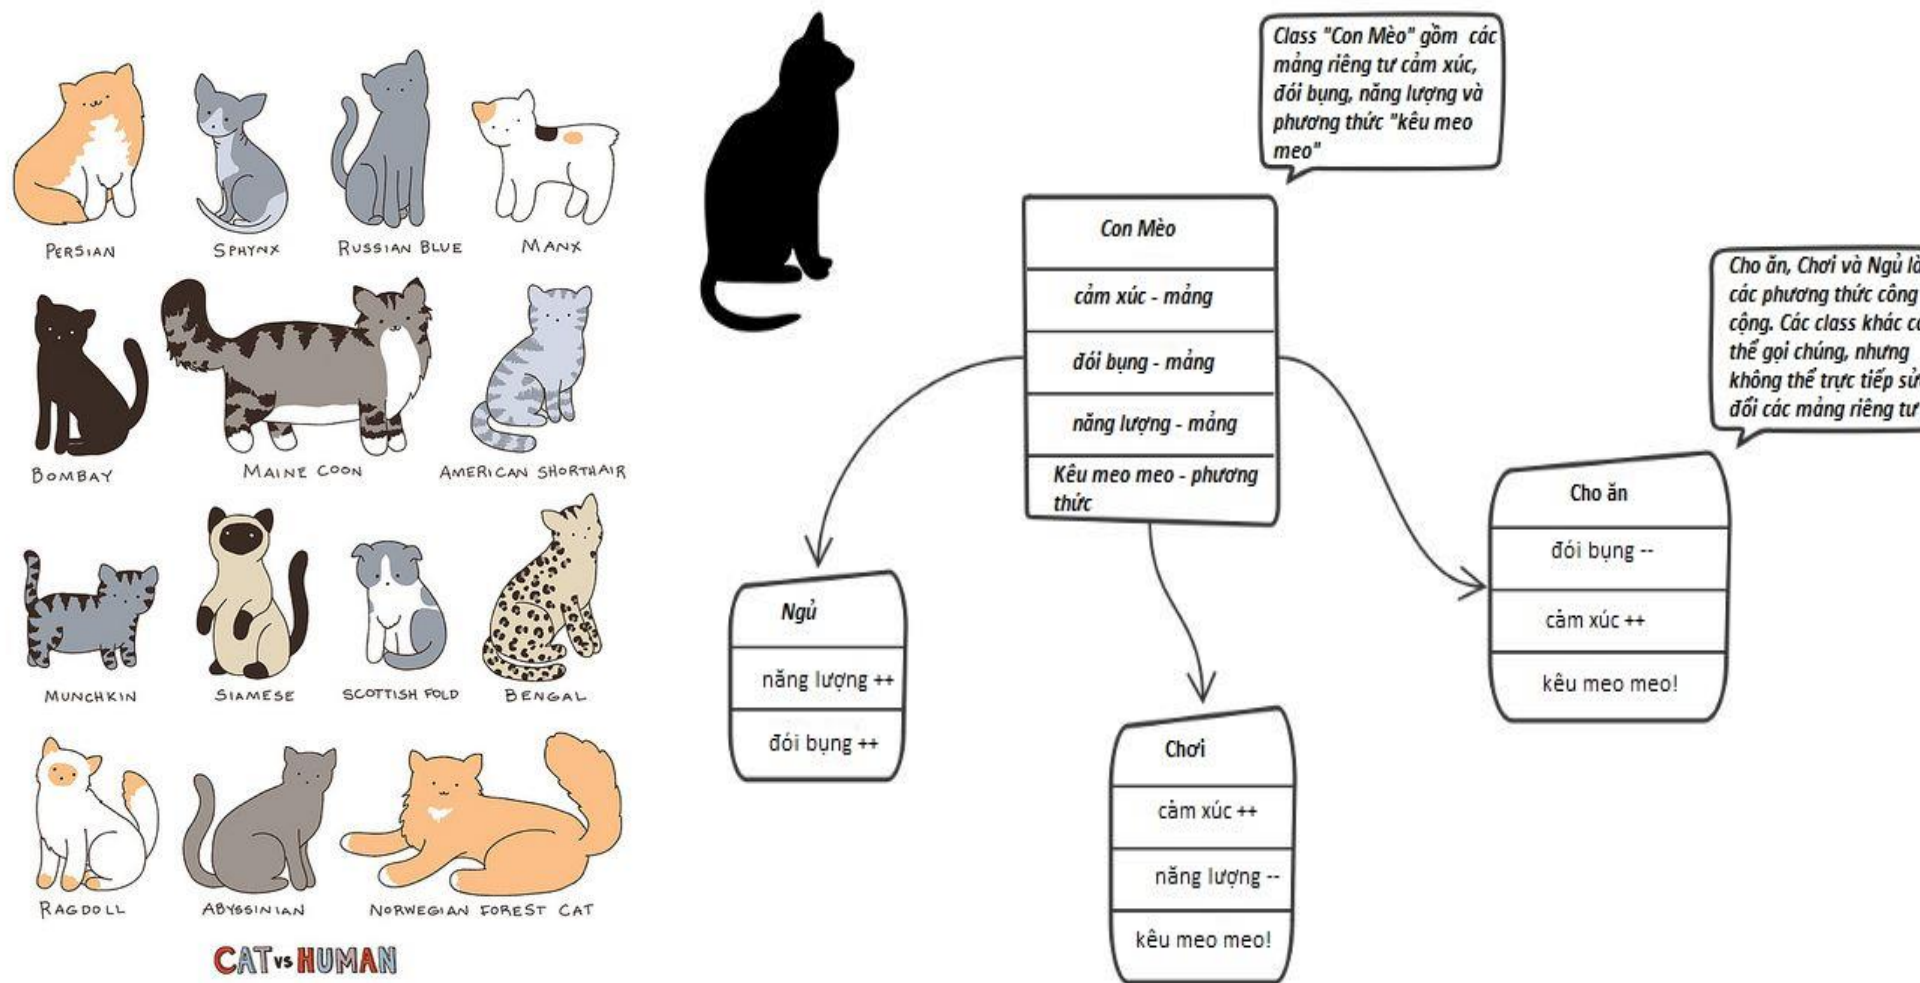 PERSIAN
SPHYNX
RUSSIAN BLUE
MANX
BOMBAY
MAINE COON
AMERICAN SHORTHAIR
MUNCHKIN
SIAMESE
SCOTTISH FOLD
BENGAL
RAGDOLL
ABYSSINIAN
NORWEGIAN FOREST CAT
CAT vs HUMAN
Class "Con Mèo" gồm các
mảng riêng tư cảm xúc,
đói bụng, năng lượng và
phương thức "kêu meo
meo"
Con Mèo
cảm xúc - mảng
đói bụng - mảng
năng lượng - mảng
Kêu meo meo - phương
thức
Cho ăn, Chơi và Ngủ là
các phương thức công
cộng. Các class khác
thể gọi chúng, nhưng
không thể trực tiếp sửa
đổi các mảng riêng tư
Ngủ
năng lượng ++
đói bụng ++
Chơi
cảm xúc ++
năng lượng --
kêu meo meo!
Cho ăn
đói bụng --
cảm xúc ++
kêu meo meo!